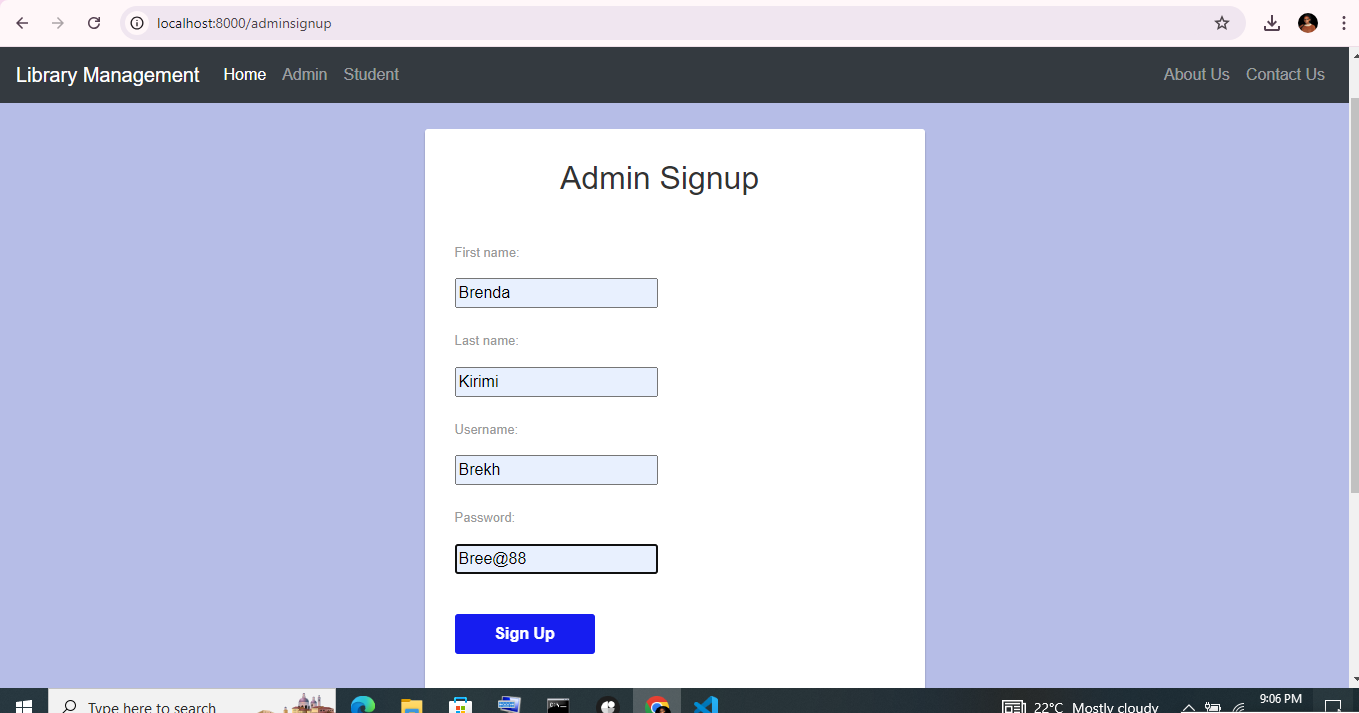 localhost:8000/adminsignup
Library Management Home Admin Student About Us Contact Us
Admin Signup
First name:
Brenda
Last name:
Kirimi
Username:
Brekh
Password:
Bree@88
Sign Up
Type here to search 22°C Mostly cloudy 9:06 PM